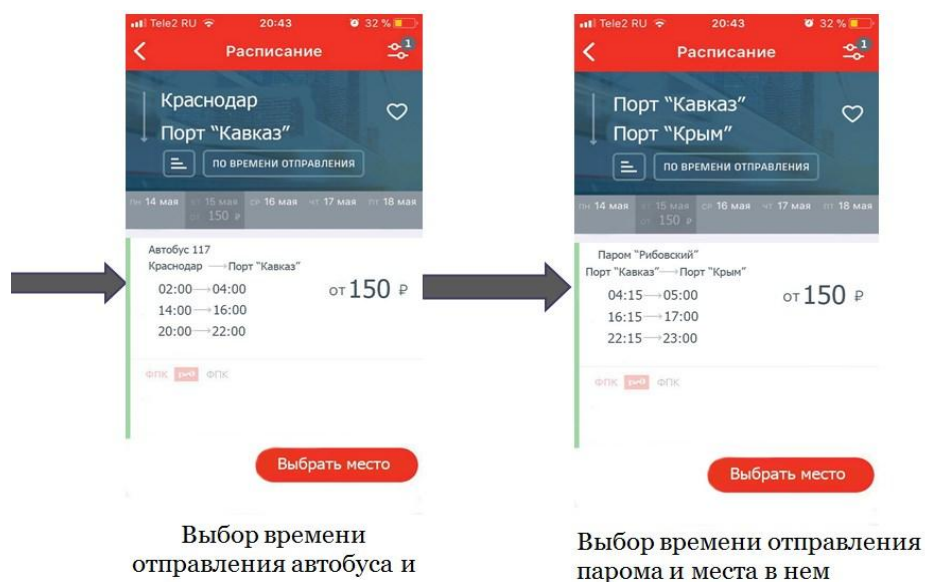 Tele2 RU 20:43 32 %
Расписание 1
Краснодар
Порт “Кавказ”
ПО ВРЕМЕНИ ОТПРАВЛЕНИЯ
пн 14 мая вт 15 мая ср 16 мая чт 17 мая пт 18 мая
от 150 ₽
Автобус 117
Краснодар → Порт “Кавказ”
02:00 → 04:00 от 150 ₽
14:00 → 16:00
20:00 → 22:00
ФПК ФПК
Выбрать место
Выбор времени
отправления автобуса и
Tele2 RU 20:43 32 %
Расписание 1
Порт “Кавказ”
Порт “Крым”
ПО ВРЕМЕНИ ОТПРАВЛЕНИЯ
пн 14 мая вт 15 мая ср 16 мая чт 17 мая пт 18 мая
от 150 ₽
Паром “Рибовский”
Порт “Кавказ” → Порт “Крым”
04:15 → 05:00 от 150 ₽
16:15 → 17:00
22:15 → 23:00
ФПК ФПК
Выбрать место
Выбор времени отправления
парома и места в нем